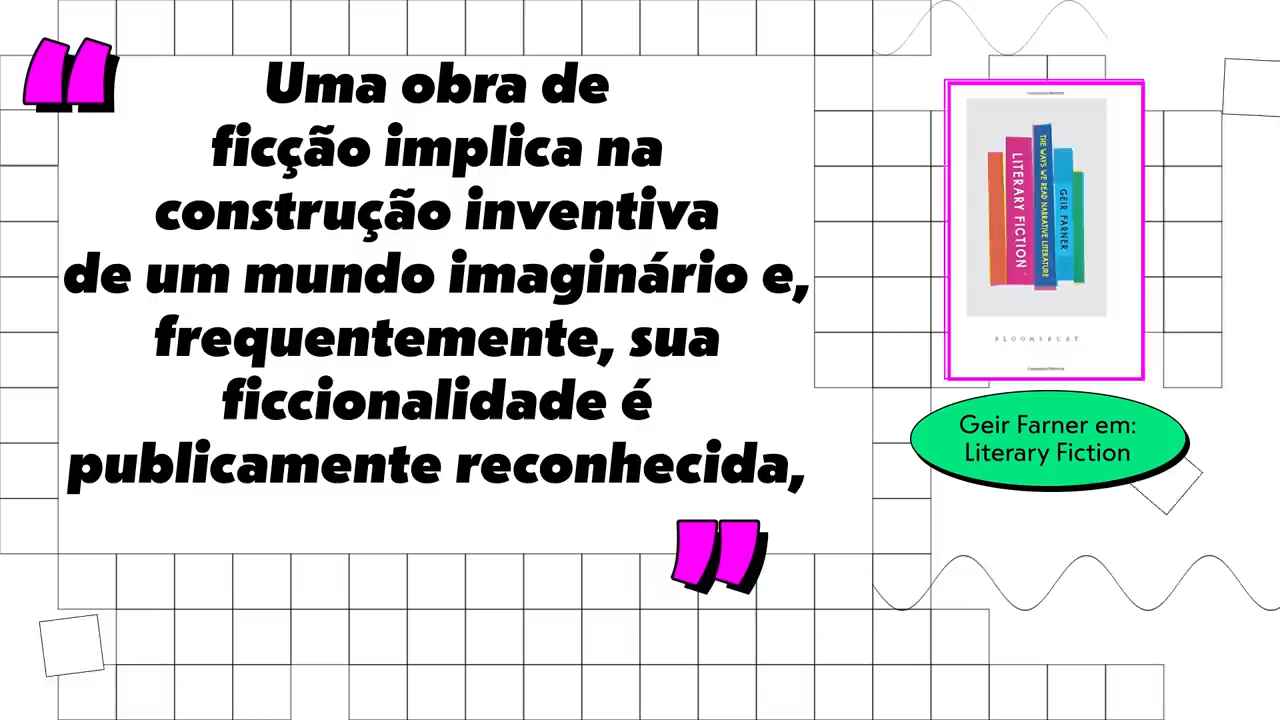 Uma obra de
ficção implica na
construção inventiva
de um mundo imaginário e,
frequentemente, sua
ficcionalidade é
publicamente reconhecida,
LITERARY FICTION
THE WAYS WE READ NARRATIVE LITERATURE
GEIR FARNER
BLOOMSBURY
Geir Farner em:
Literary Fiction